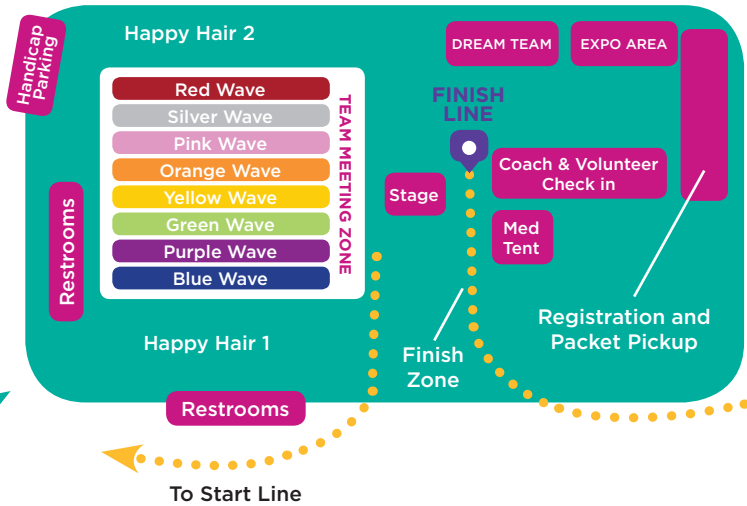 Handicap
Parking
Happy Hair 2
DREAM TEAM
EXPO AREA
Red Wave
Silver Wave
Pink Wave
Orange Wave
Yellow Wave
Green Wave
Purple Wave
Blue Wave
TEAM MEETING ZONE
FINISH
LINE
Stage
Coach & Volunteer
Check in
Med
Tent
Restrooms
Registration and
Packet Pickup
Happy Hair 1
Finish
Zone
Restrooms
To Start Line